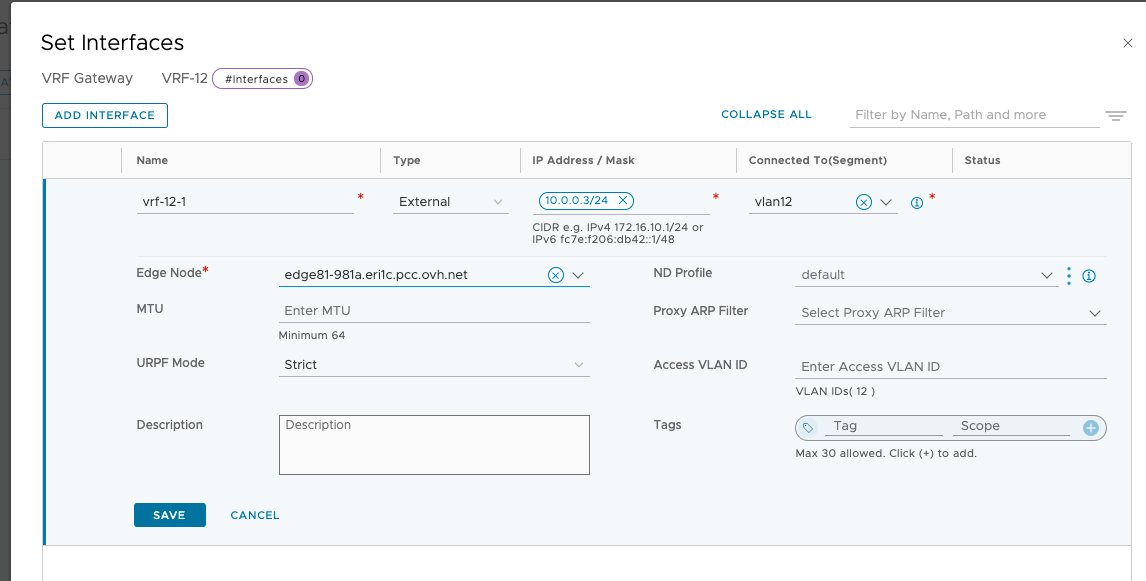 Set Interfaces
VRF Gateway VRF-12 #Interfaces 0
ADD INTERFACE COLLAPSE ALL Filter by Name, Path and more
Name Type IP Address / Mask Connected To(Segment) Status
vrf-12-1 * External 10.0.0.3/24 * vlan12 *
CIDR e.g. IPv4 172.16.10.1/24 or
IPv6 fc7e:f206:db42::1/48
Edge Node* edge81-981a.eri1c.pcc.ovh.net ND Profile default
MTU Enter MTU Proxy ARP Filter Select Proxy ARP Filter
Minimum 64
URPF Mode Strict Access VLAN ID Enter Access VLAN ID
VLAN IDs( 12 )
Description Description Tags Tag Scope
Max 30 allowed. Click (+) to add.
SAVE CANCEL